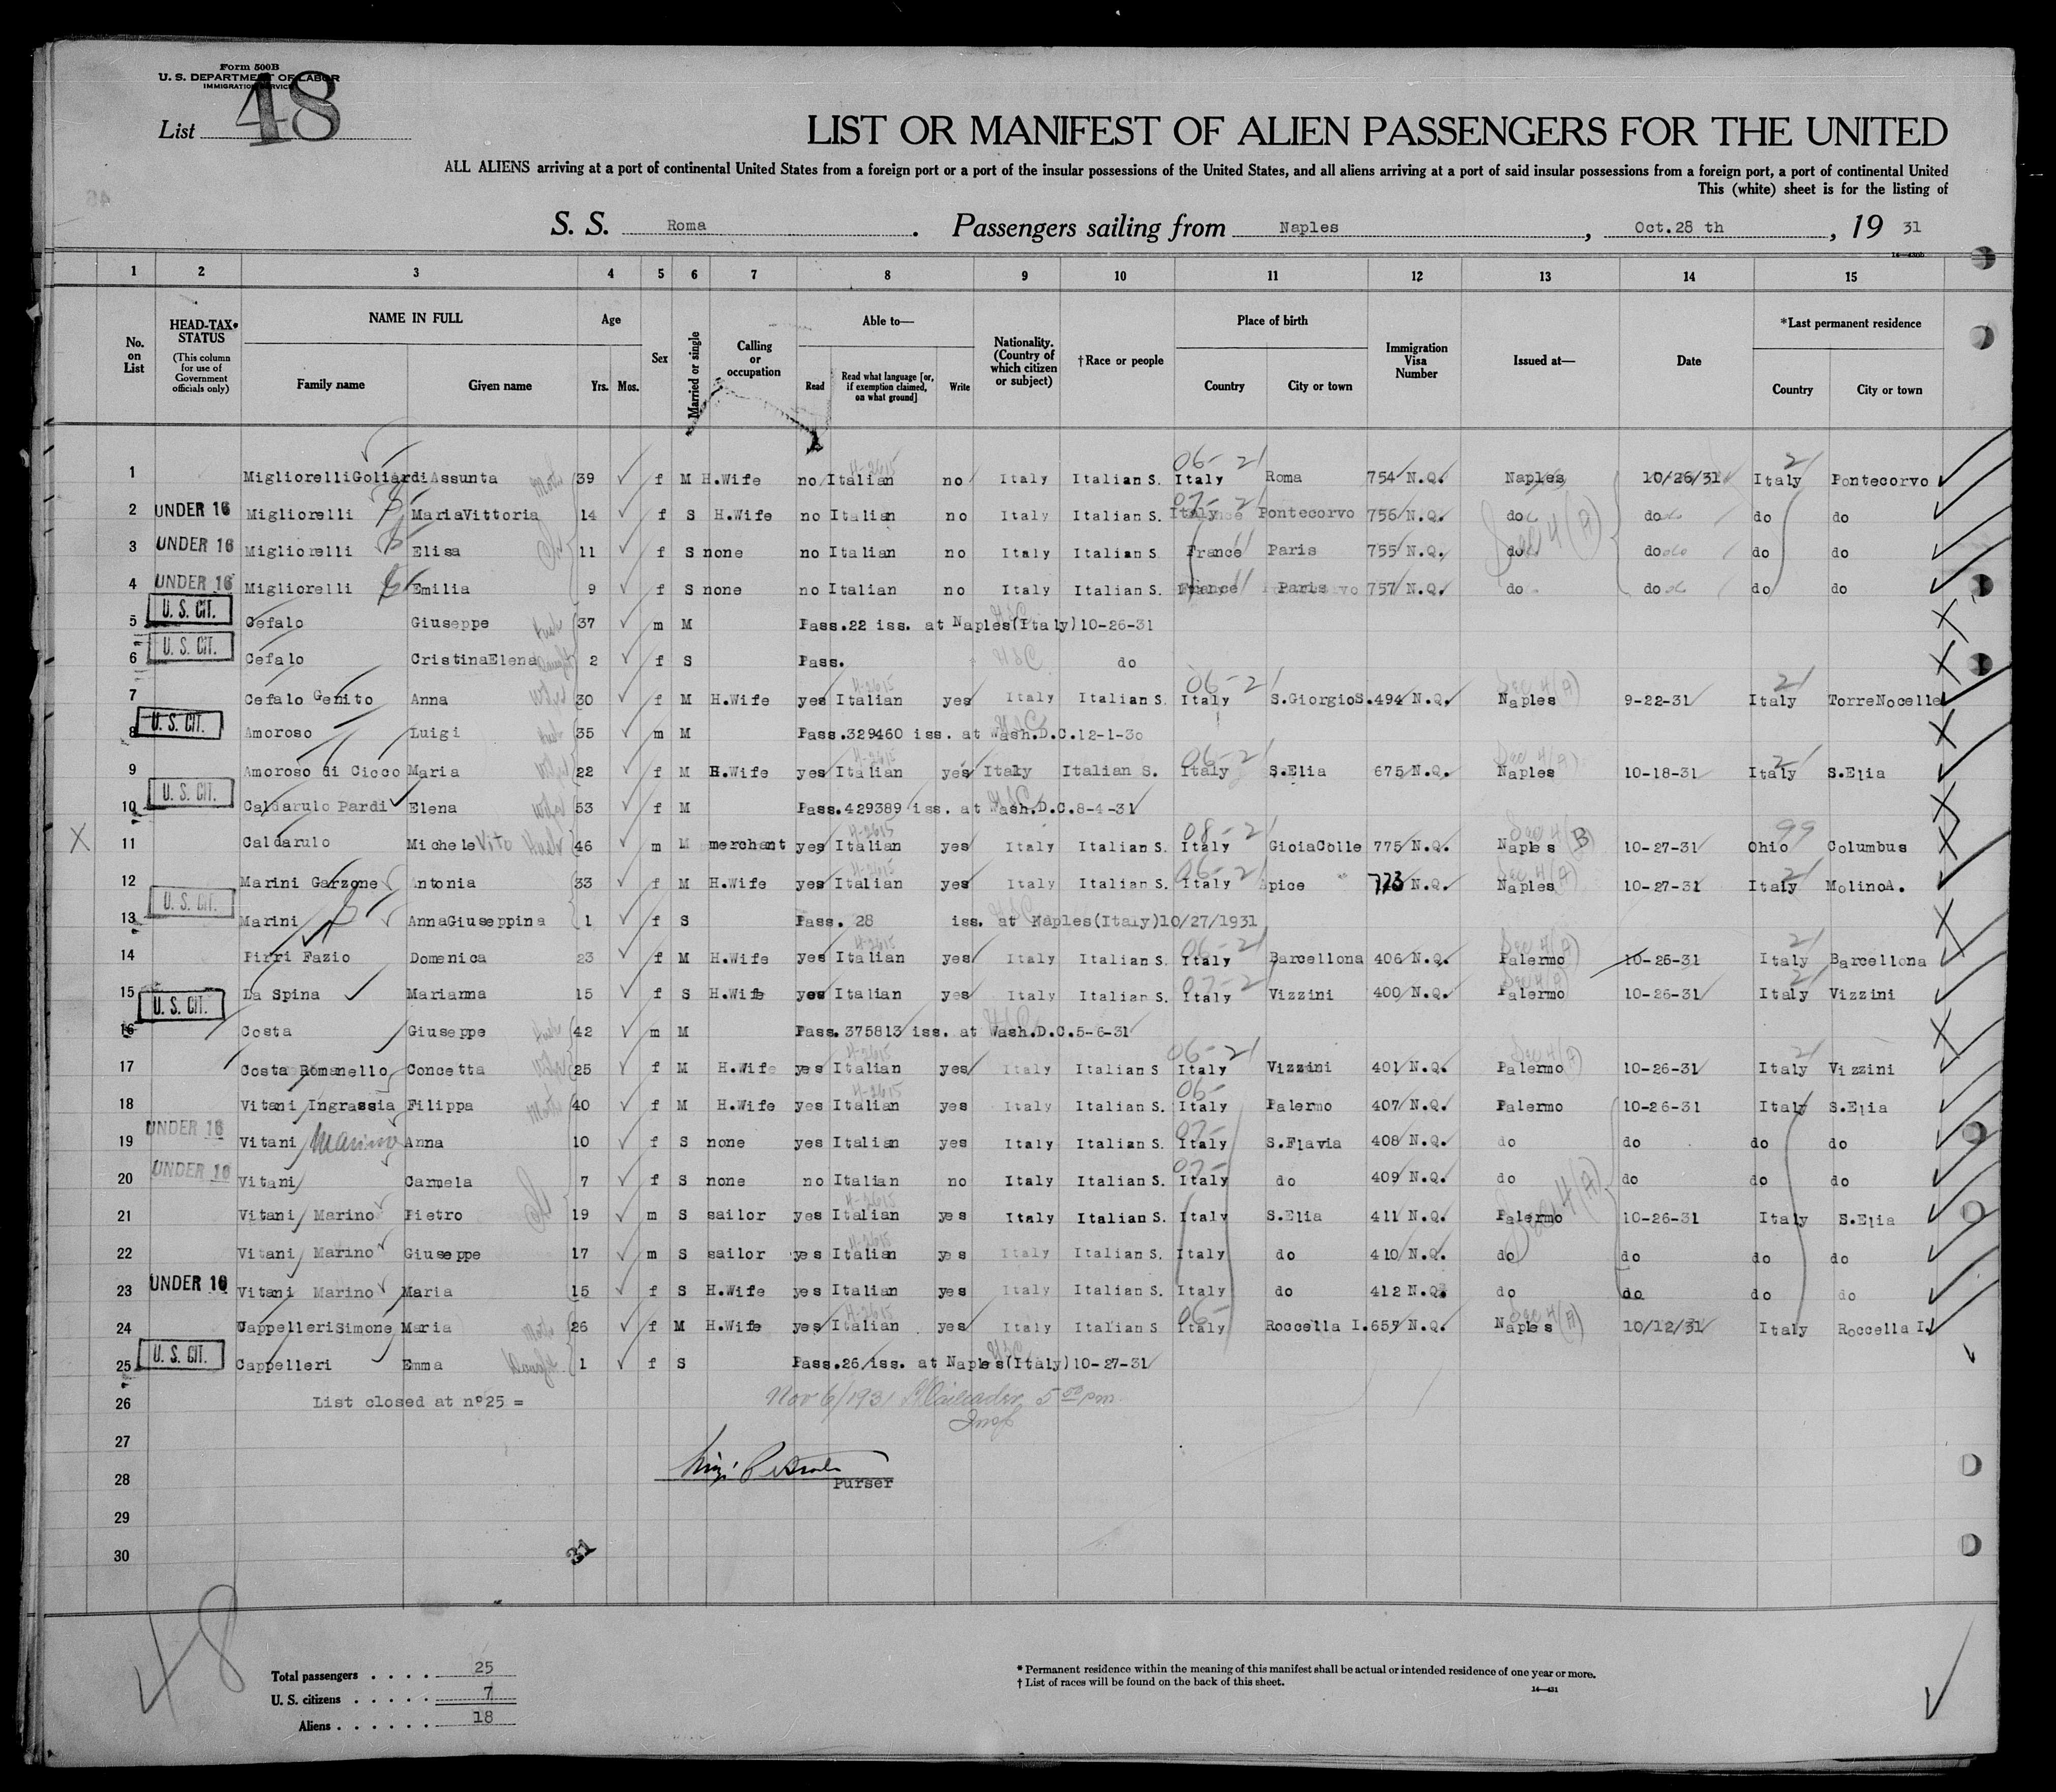 Form 500B
U. S. DEPARTMENT OF LABOR
IMMIGRATION SERVICE
List 48
LIST OR MANIFEST OF ALIEN PASSENGERS FOR THE UNITED
ALL ALIENS arriving at a port of continental United States from a foreign port or a port of the insular possessions of the United States, and all aliens arriving at a port of said insular possessions from a foreign port, a port of continental United
This (white) sheet is for the listing of
S. S. Roma. Passengers sailing from Naples, Oct.28 th, 19 31
1 2 3 4 5 6 7 8 9 10 11 12 13 14 15
No. on List
HEAD-TAX STATUS (This column for use of Government officials only)
NAME IN FULL Family name Given name
Age Yrs. Mos.
Sex
Married or single
Calling or occupation
Able to— Read Read what language [or, if exemption claimed, on what ground] Write
Nationality. (Country of which citizen or subject)
†Race or people
Place of birth Country City or town
Immigration Visa Number
Issued at—
Date
*Last permanent residence Country City or town
1 MigliorelliGoliardiAssunta 39 f M H.Wife no Italian no Italy Italian S. Italy Roma 754 N.Q. Naples 10/26/31 Italy Pontecorvo
2 UNDER 16 Migliorelli MariaVittoria 14 f S H.Wife no Italian no Italy Italian S. Italy Pontecorvo 756 N.Q. do do do do
3 UNDER 16 Migliorelli Elisa 11 f S none no Italian no Italy Italian S. France Paris 755 N.Q. do do do do
4 UNDER 16 Migliorelli Emilia 9 f S none no Italian no Italy Italian S. France Paris 757 N.Q. do do do do
5 U. S. CIT. Cefalo Giuseppe 37 m M Pass.22 iss. at Naples(Italy)10-26-31
6 U. S. CIT. Cefalo CristinaElena 2 f S Pass. do
7 Cefalo Genito Anna 30 f M H.Wife yes Italian yes Italy Italian S. Italy S.GiorgioS. 494 N.Q. Naples 9-22-31 Italy TorreNocelle
8 U. S. CIT. Amoroso Luigi 35 m M Pass.329460 iss. at Wash.D.C.12-1-30
9 Amoroso di Cicco Maria 22 f M H.Wife yes Italian yes Italy Italian S. Italy S.Elia 675 N.Q. Naples 10-18-31 Italy S.Elia
10 U. S. CIT. Caldarulo Pardi Elena 53 f M Pass.429389 iss. at Wash.D.C.8-4-31
11 Caldarulo Michele Vito 46 m M merchant yes Italian yes Italy Italian S. Italy GioiaColle 775 N.Q. Naples 10-27-31 Ohio Columbus
12 Marini Garzone Antonia 33 f M H.Wife yes Italian yes Italy Italian S. Italy Apice 773 N.Q. Naples 10-27-31 Italy MolinoA.
13 U. S. CIT. Marini AnnaGiuseppina 1 f S Pass. 28 iss. at Naples(Italy)10/27/1931
14 Pirri Fazio Domenica 23 f M H.Wife yes Italian yes Italy Italian S. Italy Barcellona 406 N.Q. Palermo 10-26-31 Italy Barcellona
15 La Spina Marianna 15 f S H.Wife yes Italian yes Italy Italian S. Italy Vizzini 400 N.Q. Palermo 10-26-31 Italy Vizzini
16 U. S. CIT. Costa Giuseppe 42 m M Pass.375813 iss. at Wash.D.C.5-6-31
17 Costa Romanello Concetta 25 f M H.Wife yes Italian yes Italy Italian S Italy Vizzini 401 N.Q. Palermo 10-26-31 Italy Vizzini
18 Vitani Ingrassia Filippa 40 f M H.Wife yes Italian yes Italy Italian S. Italy Palermo 407 N.Q. Palermo 10-26-31 Italy S.Elia
19 UNDER 16 Vitani Marino Anna 10 f S none yes Italian yes Italy Italian S. Italy S.Flavia 408 N.Q. do do do do
20 UNDER 16 Vitani Carmela 7 f S none no Italian no Italy Italian S. Italy do 409 N.Q. do do do do
21 Vitani Marino Pietro 19 m S sailor yes Italian yes Italy Italian S. Italy S.Elia 411 N.Q. Palermo 10-26-31 Italy S.Elia
22 Vitani Marino Giuseppe 17 m S sailor yes Italian yes Italy Italian S. Italy do 410 N.Q. do do do do
23 UNDER 16 Vitani Marino Maria 15 f S H.Wife yes Italian yes Italy Italian S. Italy do 412 N.Q. do do do do
24 CappelleriSimone Maria 26 f M H.Wife yes Italian yes Italy Italian S Italy Roccella I. 657 N.Q. Naples 10/12/31 Italy Roccella I.
25 U. S. CIT. Cappelleri Emma 1 f S Pass.26 iss. at Naples(Italy)10-27-31
26 List closed at nº25 = Nov 6/1931 5 00 pm
Insp
27
28 Purser
29
30
48
Total passengers . . . . 25
U. S. citizens . . . . . 7
Aliens . . . . . . 18
* Permanent residence within the meaning of this manifest shall be actual or intended residence of one year or more.
† List of races will be found on the back of this sheet.
14—431